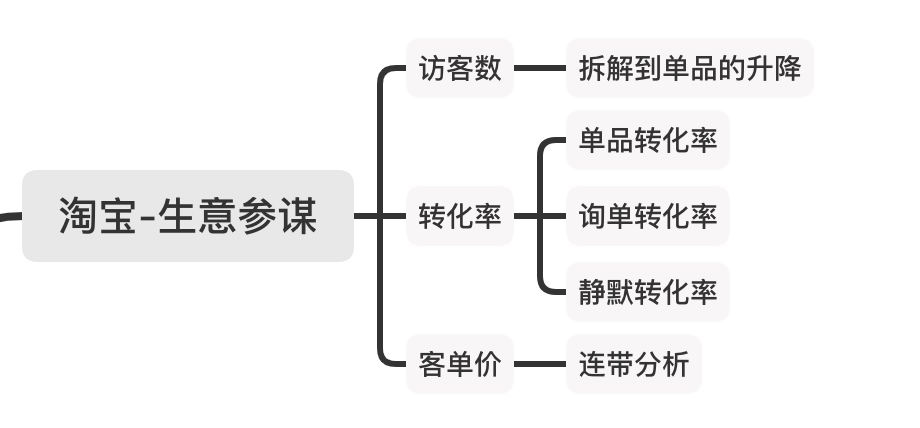 淘宝-生意参谋
访客数
拆解到单品的升降
转化率
单品转化率
询单转化率
静默转化率
客单价
连带分析